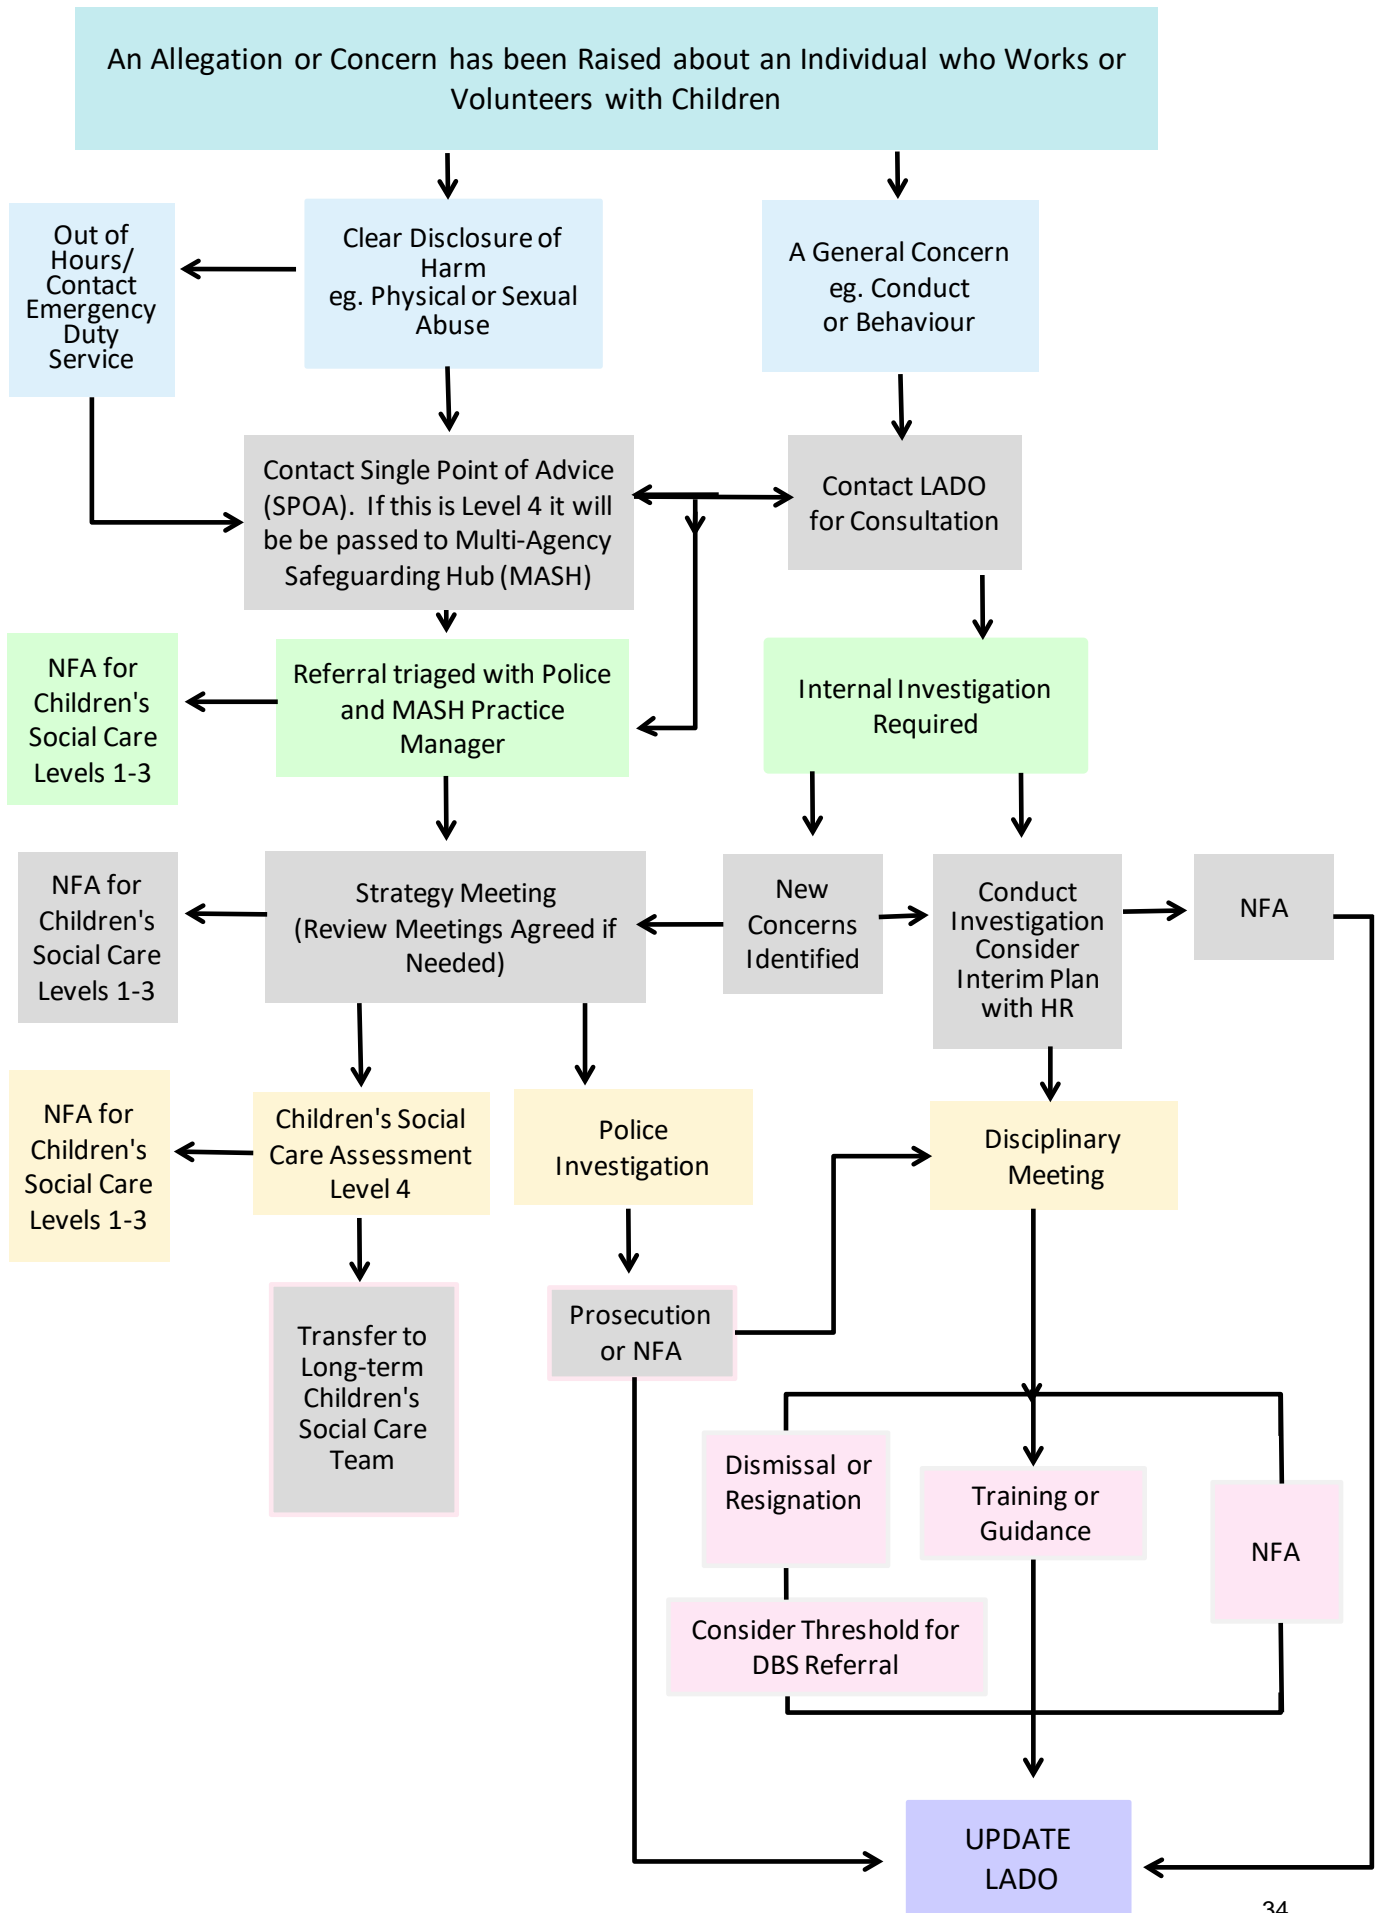 An Allegation or Concern has been Raised about an Individual who Works or
Volunteers with Children
Out of
Hours/
Contact
Emergency
Duty
Service
Clear Disclosure of
Harm
eg. Physical or Sexual
Abuse
A General Concern
eg. Conduct
or Behaviour
Contact Single Point of Advice
(SPOA). If this is Level 4 it will
be be passed to Multi-Agency
Safeguarding Hub (MASH)
Contact LADO
for Consultation
NFA for
Children's
Social Care
Levels 1-3
Referral triaged with Police
and MASH Practice
Manager
Internal Investigation
Required
NFA for
Children's
Social Care
Levels 1-3
Strategy Meeting
(Review Meetings Agreed if
Needed)
New
Concerns
Identified
Conduct
Investigation
Consider
Interim Plan
with HR
NFA
NFA for
Children's
Social Care
Levels 1-3
Children's Social
Care Assessment
Level 4
Police
Investigation
Disciplinary
Meeting
Transfer to
Long-term
Children's
Social Care
Team
Prosecution
or NFA
Dismissal or
Resignation
Training or
Guidance
NFA
Consider Threshold for
DBS Referral
UPDATE
LADO
34